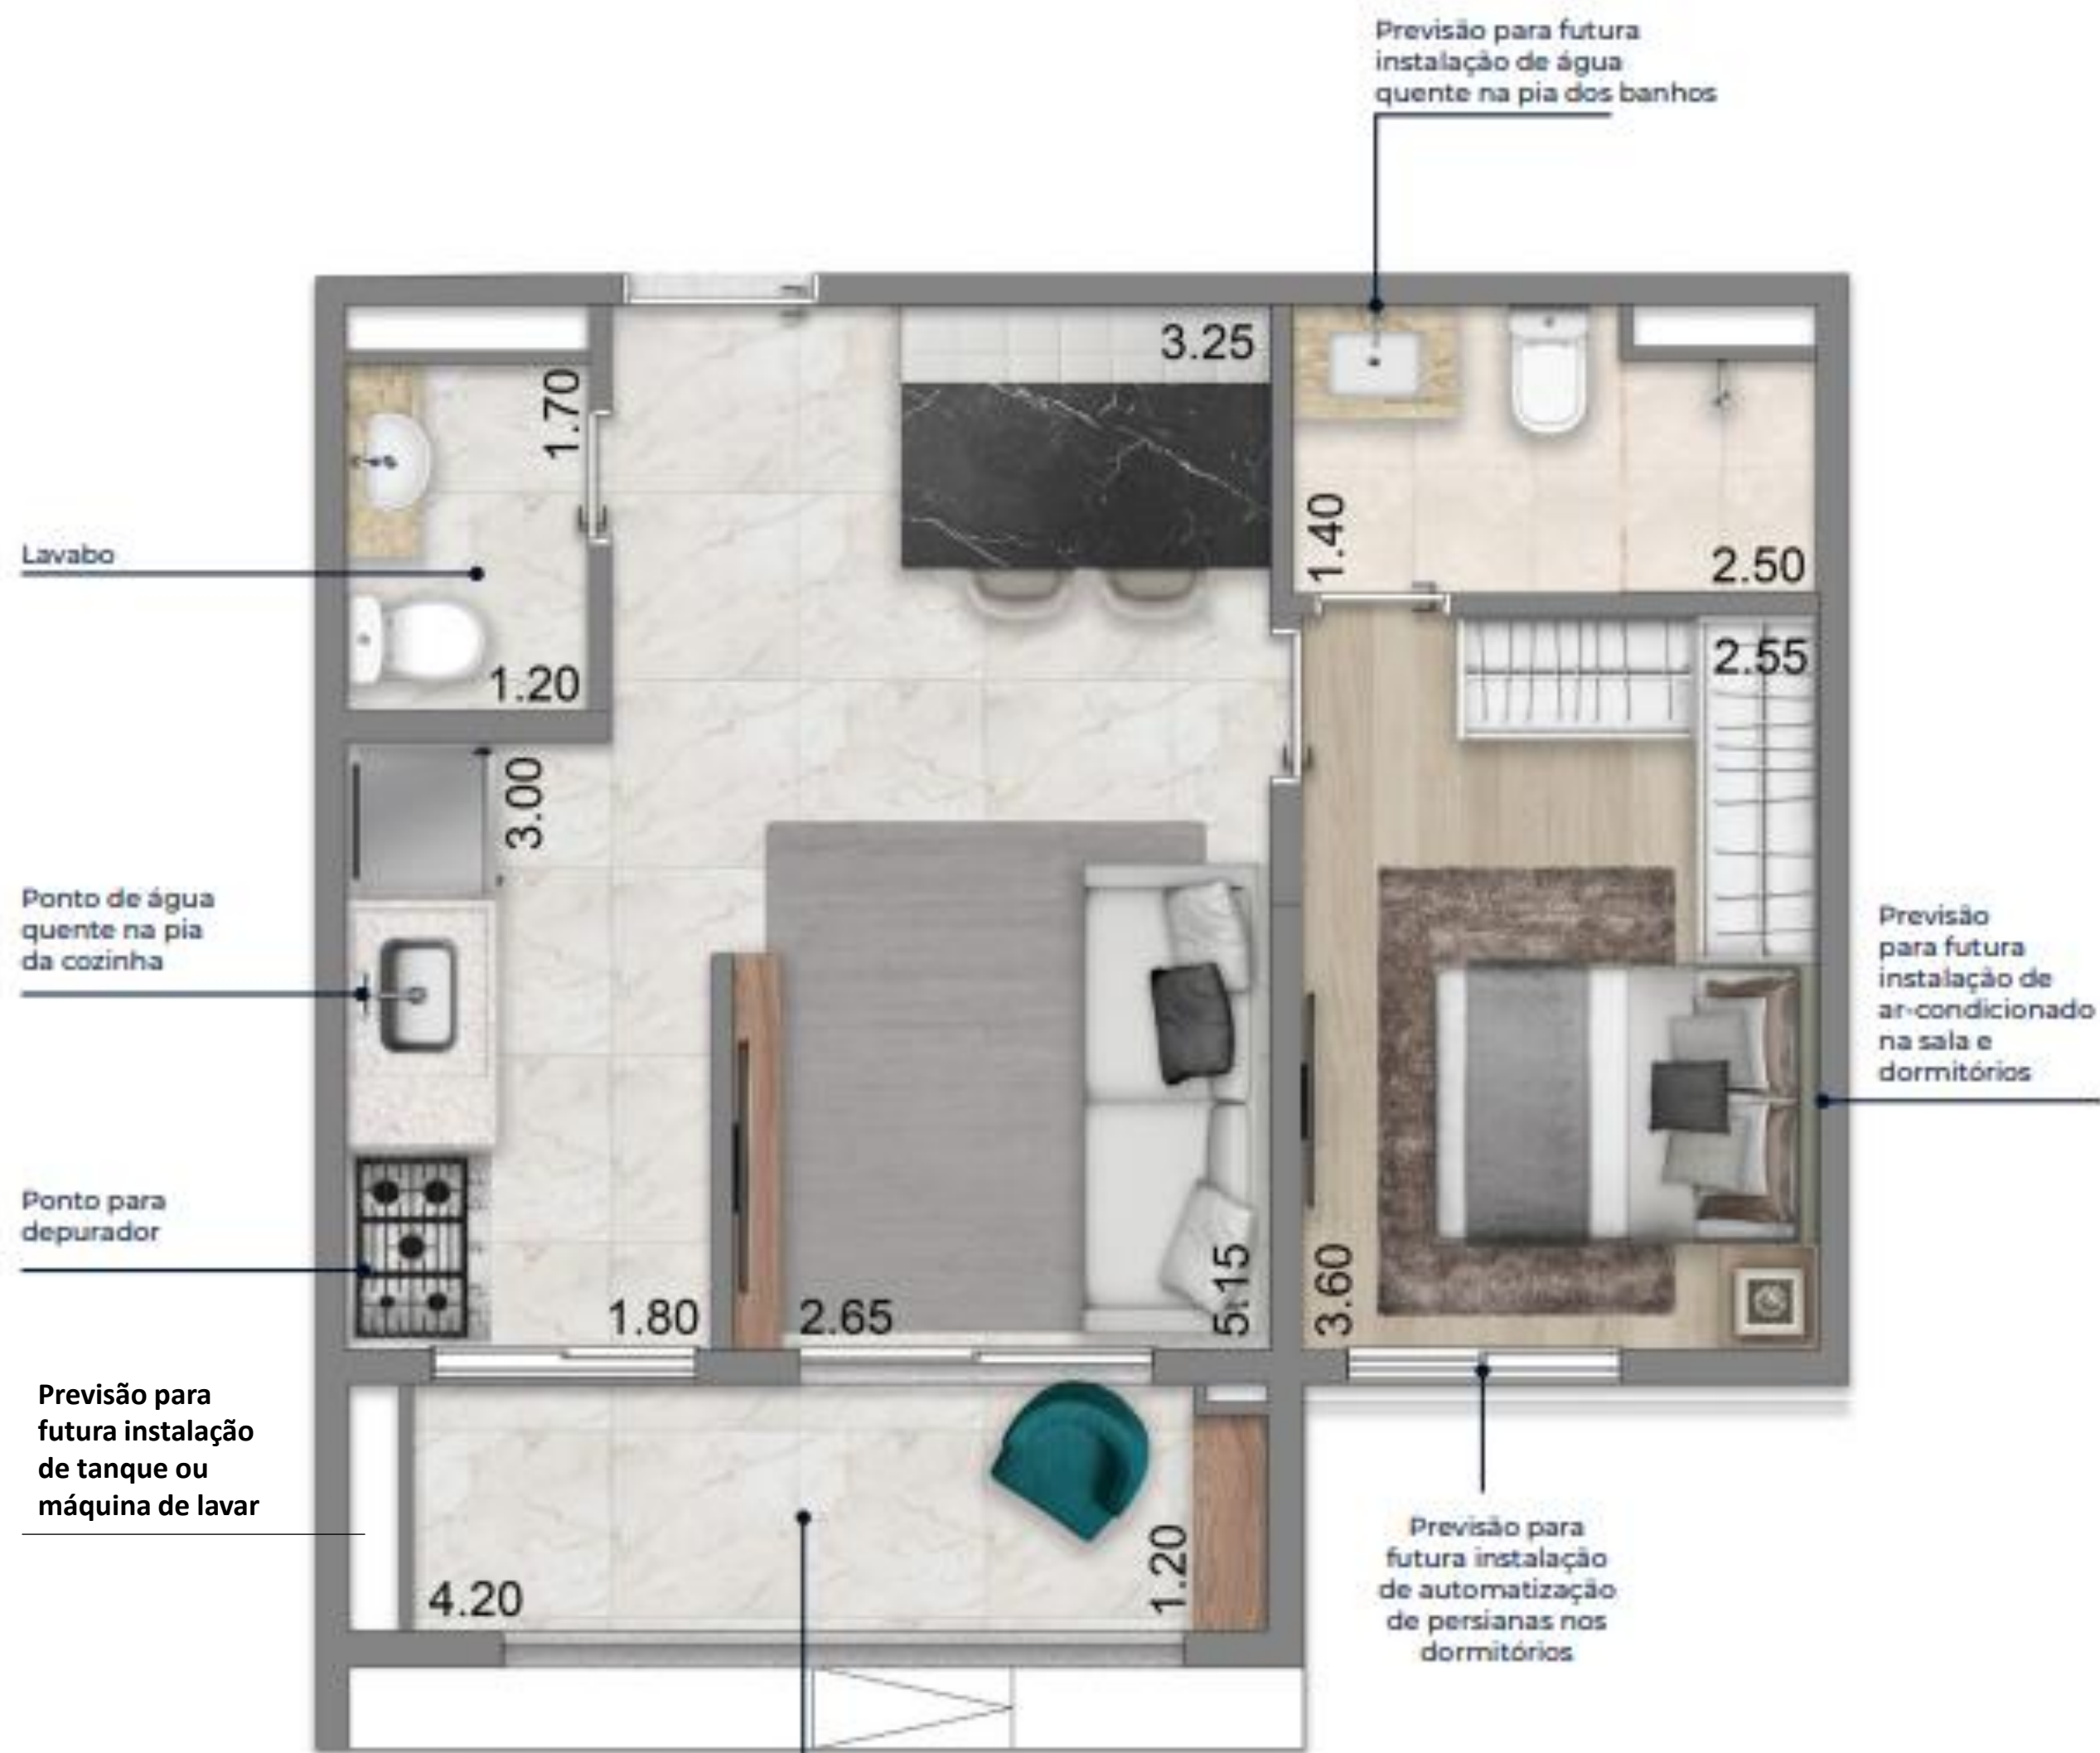 Previsão para futura
instalação de água
quente na pia dos banhos
3.25
1.70
1.40
2.50
Lavabo
1.20
2.55
3.00
Ponto de água
quente na pia
da cozinha
Previsão
para futura
instalação de
ar-condicionado
na sala e
dormitórios
Ponto para
depurador
1.80
2.65
5.15
3.60
Previsão para
futura instalação
de tanque ou
máquina de lavar
4.20
1.20
Previsão para
futura instalação
de automatização
de persianas nos
dormitórios